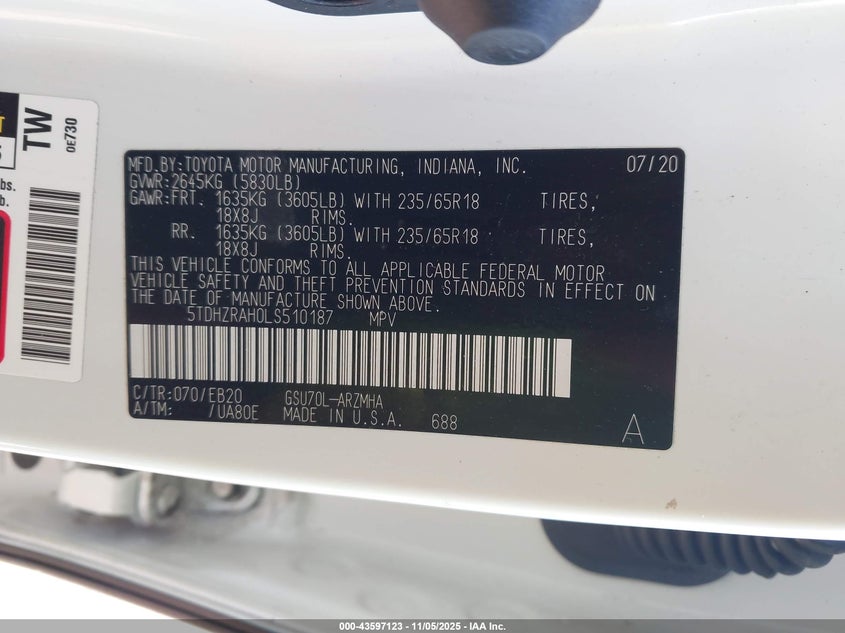 TW
0E730
lbs.
MFD.BY:TOYOTA MOTOR MANUFACTURING, INDIANA, INC. 07/20
GVWR:2645KG (5830LB)
GAWR:FRT. 1635KG (3605LB) WITH 235/65R18 TIRES,
18X8J RIMS.
RR. 1635KG (3605LB) WITH 235/65R18 TIRES,
18X8J RIMS.
THIS VEHICLE CONFORMS TO ALL APPLICABLE FEDERAL MOTOR
VEHICLE SAFETY AND THEFT PREVENTION STANDARDS IN EFFECT ON
THE DATE OF MANUFACTURE SHOWN ABOVE.
5TDHZRAH0LS510187 MPV
C/TR:070/EB20 GSU70L-ARZMHA
A/TM: /UA80E MADE IN U.S.A. 688
A
000-43597123 - 11/05/2025 - IAA Inc.